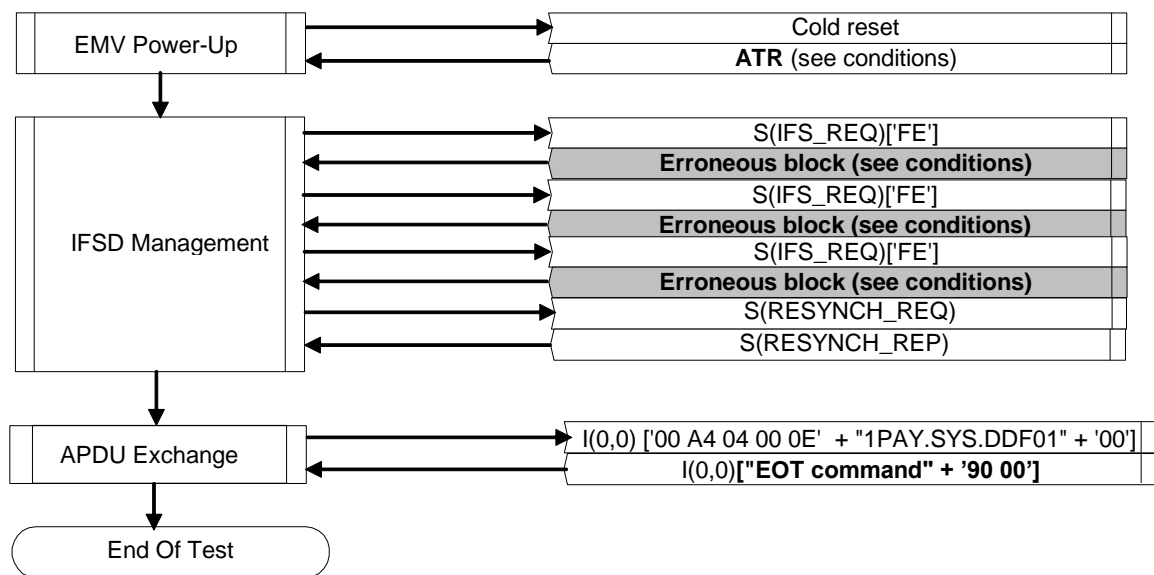 EMV Power-Up
Cold reset
ATR (see conditions)
IFSD Management
S(IFS_REQ)['FE']
Erroneous block (see conditions)
S(IFS_REQ)['FE']
Erroneous block (see conditions)
S(IFS_REQ)['FE']
Erroneous block (see conditions)
S(RESYNCH_REQ)
S(RESYNCH_REP)
APDU Exchange
I(0,0) ['00 A4 04 00 0E' + "1PAY.SYS.DDF01" + '00']
I(0,0)["EOT command" + ’90 00’]
End Of Test